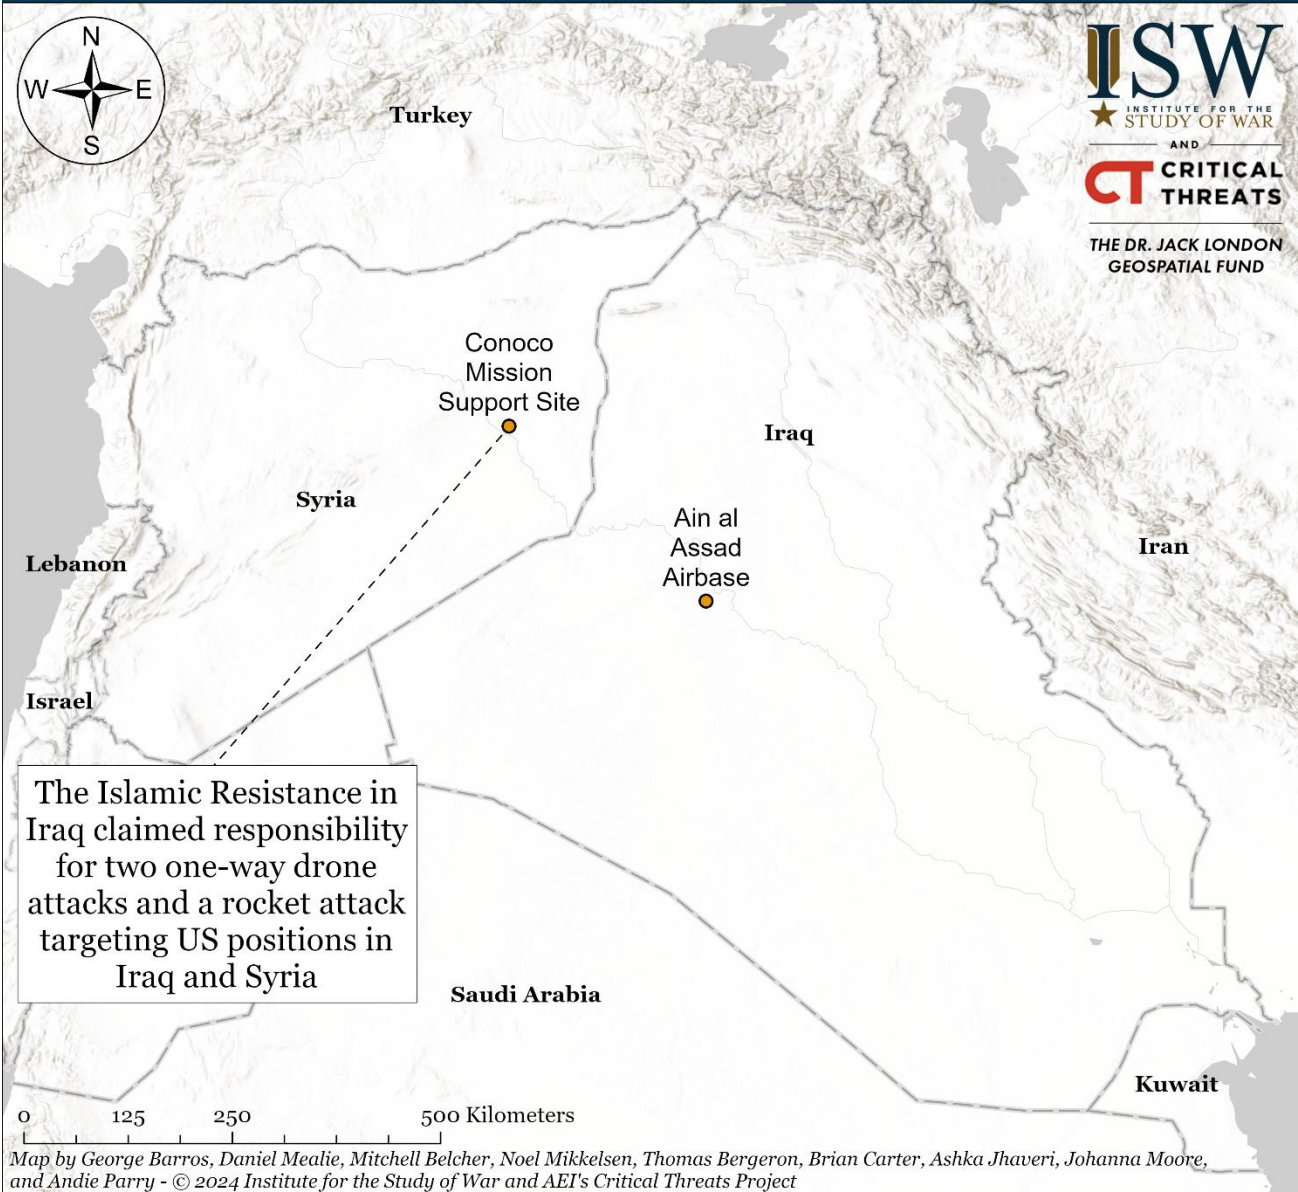 N
W
E
S
ISW
INSTITUTE FOR THE
STUDY OF WAR
AND
CT CRITICAL
THREATS
THE DR. JACK LONDON
GEOSPATIAL FUND
Turkey
Conoco
Mission
Support Site
Iraq
Syria
Ain al
Assad
Airbase
Iran
Lebanon
Israel
The Islamic Resistance in
Iraq claimed responsibility
for two one-way drone
attacks and a rocket attack
targeting US positions in
Iraq and Syria
Saudi Arabia
Kuwait
0 125 250 500 Kilometers
Map by George Barros, Daniel Mealie, Mitchell Belcher, Noel Mikkelsen, Thomas Bergeron, Brian Carter, Ashka Jhaveri, Johanna Moore,
and Andie Parry - © 2024 Institute for the Study of War and AEI's Critical Threats Project